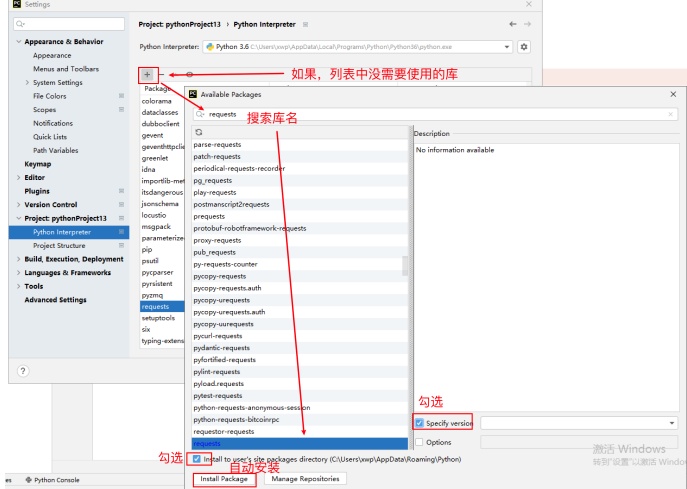 Settings
Project: pythonProject13 › Python Interpreter
Python Interpreter: Python 3.6 C:\Users\xwp\AppData\Local\Programs\Python\Python36\python.exe
Appearance & Behavior
Appearance
Menus and Toolbars
System Settings
File Colors
Scopes
Notifications
Quick Lists
Path Variables
Keymap
Editor
Plugins
Version Control
Project: pythonProject13
Python Interpreter
Project Structure
Build, Execution, Deployment
Languages & Frameworks
Tools
Advanced Settings
?
如果，列表中没需要使用的库
Package
colorama
dataclasses
dubboclient
gevent
geventhttpclie
greenlet
idna
importlib-met
itsdangerous
jsonschema
locustio
msgpack
parameterize
pip
psutil
pycparser
pyrsistent
pyzmq
requests
setuptools
six
typing-extens
Available Packages
requests
搜索库名
parse-requests
patch-requests
periodical-requests-recorder
pg_requests
play-requests
postmanscript2requests
prequests
protobuf-robotframework-requests
proxy-requests
pub_requests
py-requests-counter
pycopy-requests
pycopy-requests.auth
pycopy-urequests
pycopy-urequests.auth
pycopy-uurequests
pycurl-requests
pydantic-requests
pyfortified-requests
pylint-requests
pyload.requests
pytest-requests
python-requests-anonymous-session
python-requests-bitcoinrpc
requestor-requests
requests
Description
No information available
勾选
Specify version
Options
勾选
Install to user's site packages directory (C:\Users\xwp\AppData\Roaming\Python)
自动安装
Install Package
Manage Repositories
激活 Windows
转到"设置"以激活 Window
es
Python Console